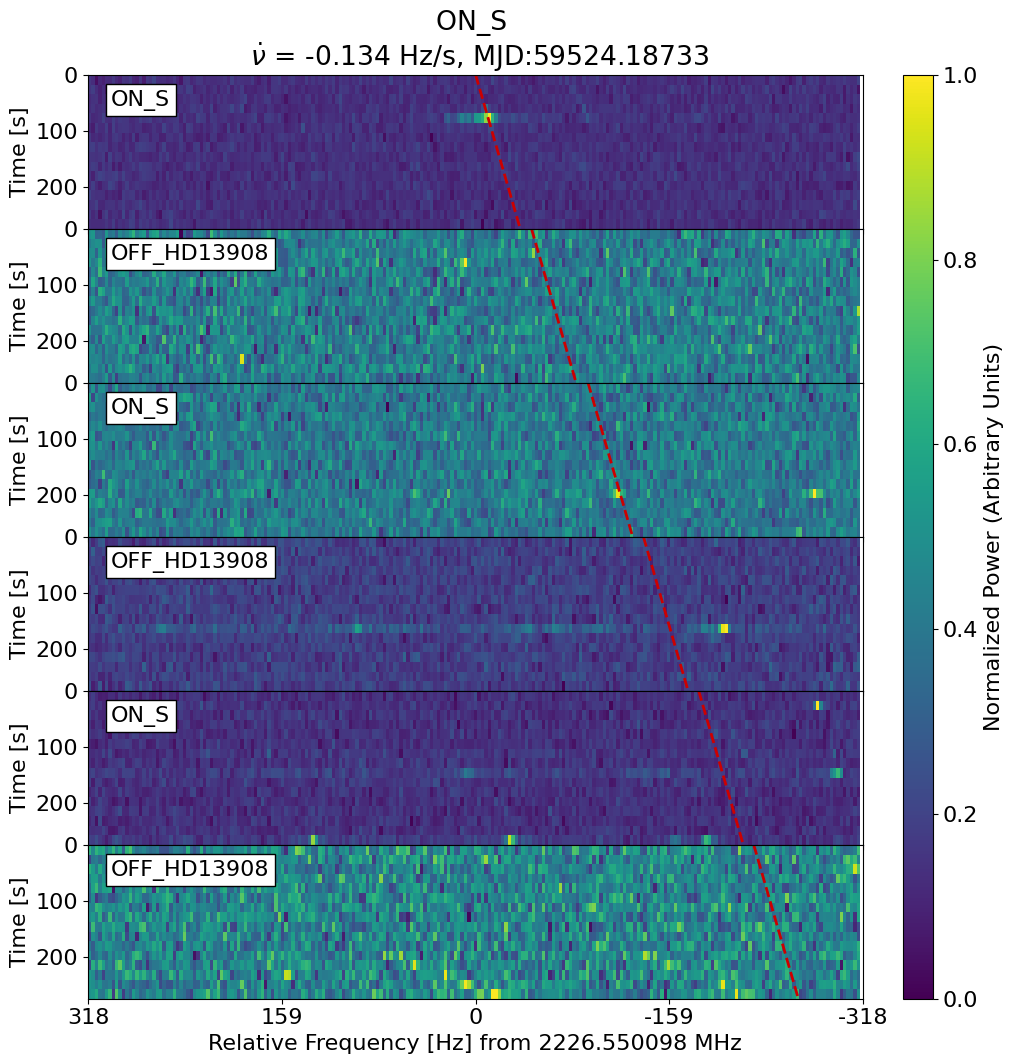 ON_S
ν̇ = -0.134 Hz/s, MJD:59524.18733
0
100
200
Time [s]
ON_S
0
100
200
Time [s]
OFF_HD13908
0
100
200
Time [s]
ON_S
0
100
200
Time [s]
OFF_HD13908
0
100
200
Time [s]
ON_S
0
100
200
Time [s]
OFF_HD13908
318 159 0 -159 -318
Relative Frequency [Hz] from 2226.550098 MHz
1.0
0.8
0.6
0.4
0.2
0.0
Normalized Power (Arbitrary Units)